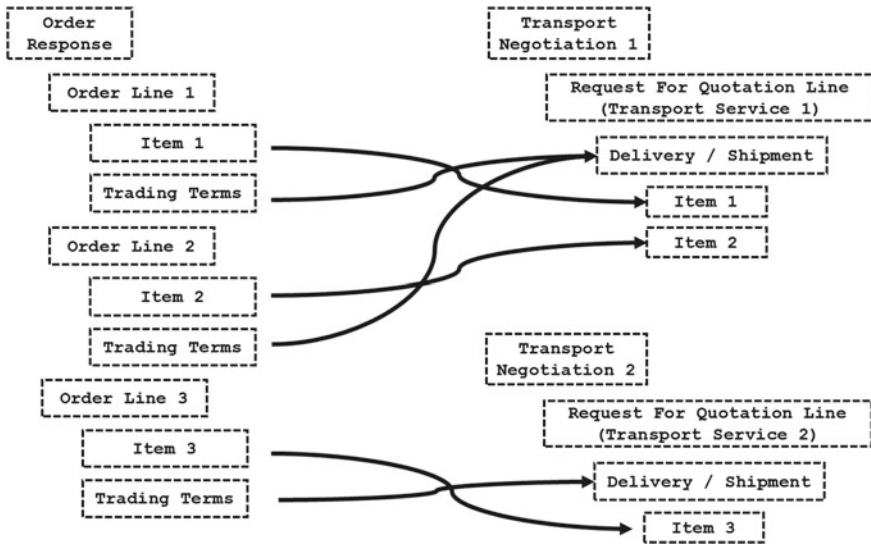 Order
Response
Order Line 1
Item 1
Trading Terms
Order Line 2
Item 2
Trading Terms
Order Line 3
Item 3
Trading Terms
Transport
Negotiation 1
Request For Quotation Line
(Transport Service 1)
Delivery / Shipment
Item 1
Item 2
Transport
Negotiation 2
Request For Quotation Line
(Transport Service 2)
Delivery / Shipment
Item 3